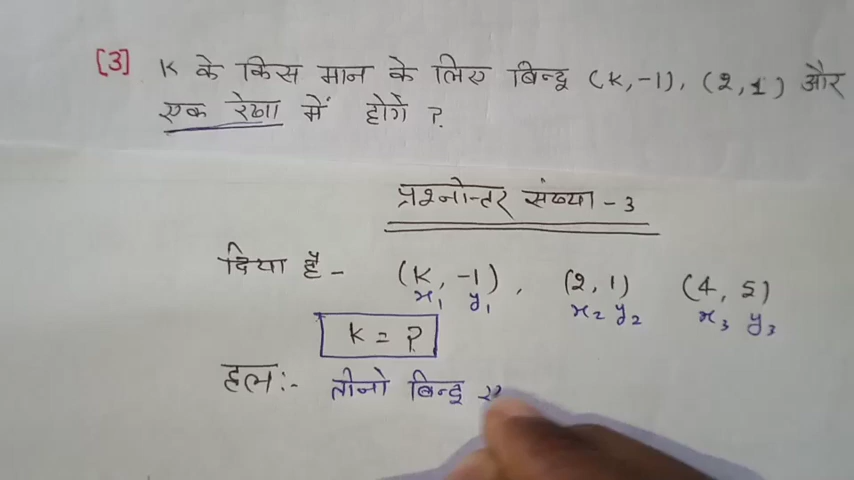 [3] K के किस मान के लिए बिन्दू (K,-1), (2,1) और
एक रेखा में होगें ?
प्रश्नोत्तर संख्या - 3
दिया है - (K, -1), (2,1) (4, 5)
x₁ y₁ x₂ y₂ x₃ y₃
K = ?
हल:- तीनो बिन्दू